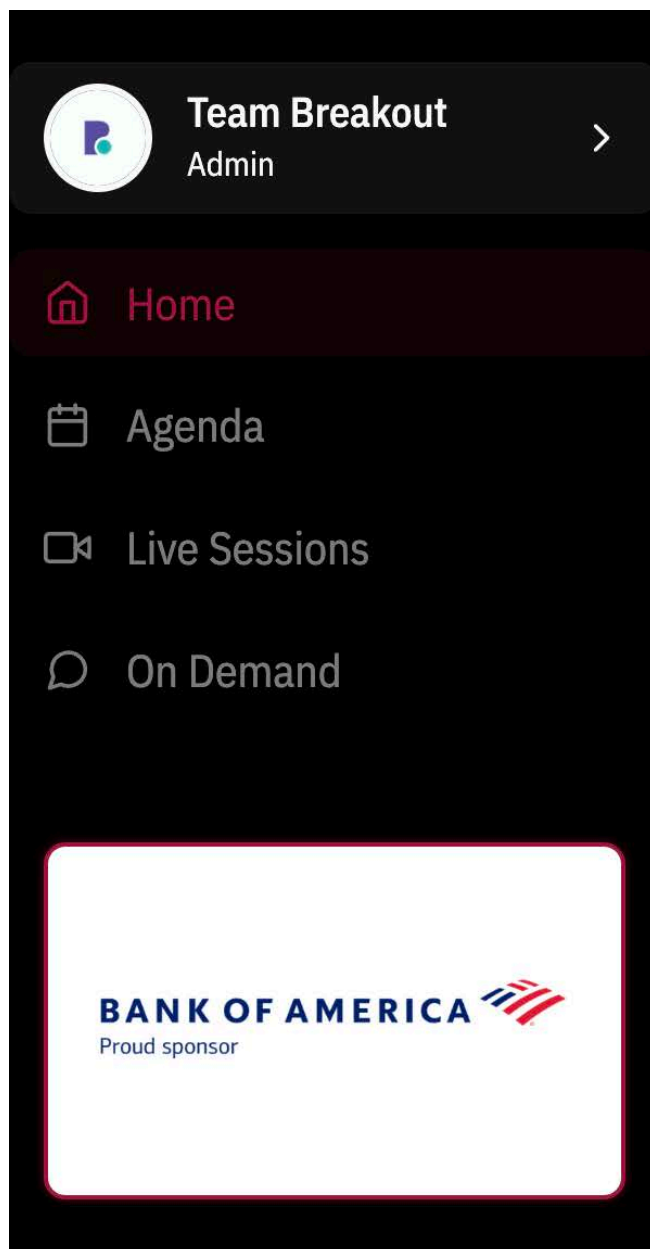 Team Breakout
Admin
Home
Agenda
Live Sessions
On Demand
BANK OF AMERICA
Proud sponsor